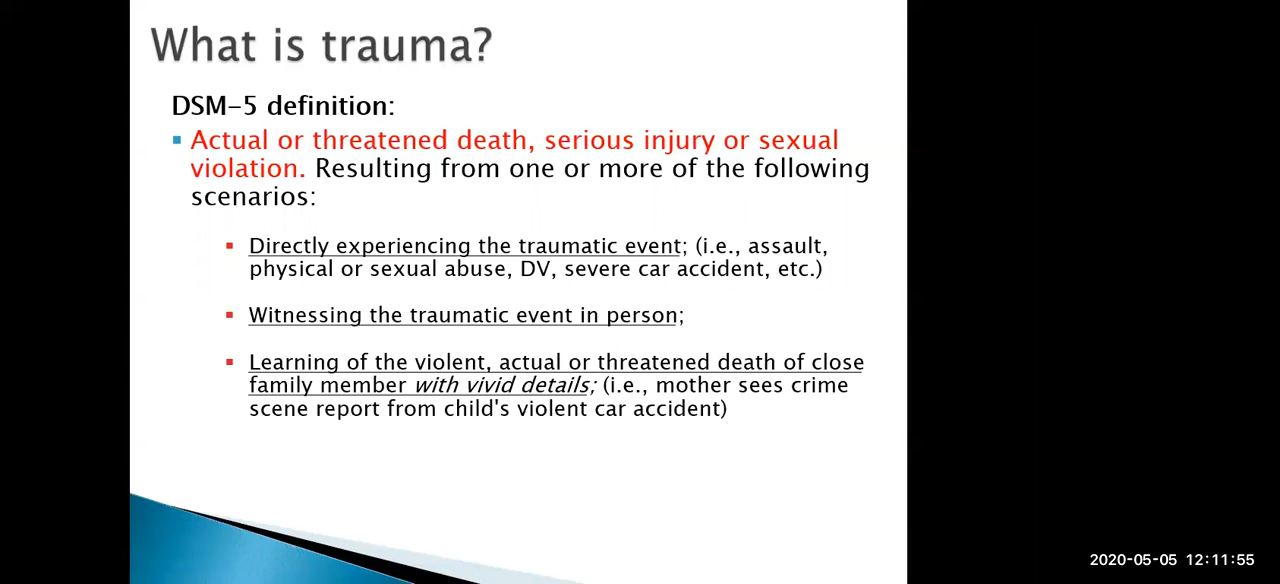 What is trauma?
DSM-5 definition:
Actual or threatened death, serious injury or sexual
violation. Resulting from one or more of the following
scenarios:
Directly experiencing the traumatic event; (i.e., assault,
physical or sexual abuse, DV, severe car accident, etc.)
Witnessing the traumatic event in person;
Learning of the violent, actual or threatened death of close
family member with vivid details; (i.e., mother sees crime
scene report from child's violent car accident)
2020-05-05 12:11:55